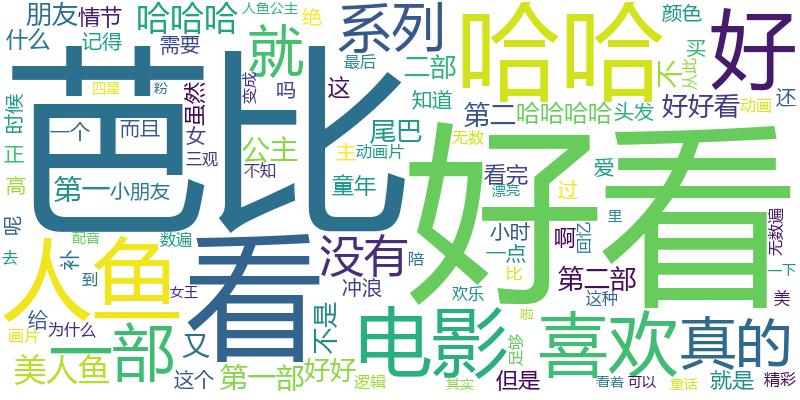 朋友 情节 哈哈哈 人鱼公主 绝 系列 哈哈 颜色 好
什么 记得 需要 就 变成 最后 二部 不 买 从此
芭比 四星 粉 虽然 吗 这 知道 第二 哈哈哈哈 头发 好好看 动画 还
时候 一个 而且 女 尾巴 无数 好看
正 三观 公主 主 动画片
高 第一 小朋友 不知 童年 看完 爱 漂亮 过
呢 配音 数遍 看 没有 陪 小时 啊 回忆 里 无数遍
去 人鱼 补 到 一点 比 第二部 一下
女王 冲浪 欢乐 这种 美
给 为什么 不是 电影 啦 喜欢 真的
画片 一部 又 足够
美人鱼 这个 第一部 好好 逻辑 其实 但是 看着 可以 童话 就是 精彩